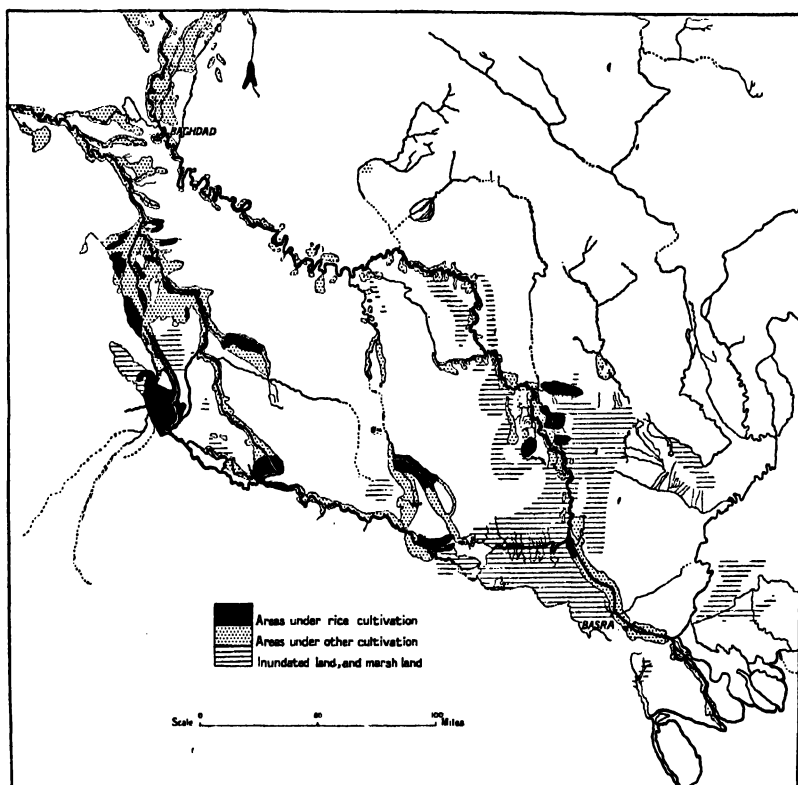 BAGHDAD
BASRA
Areas under rice cultivation
Areas under other cultivation
Inundated land, and marsh land
Scale 0 50 100 Miles